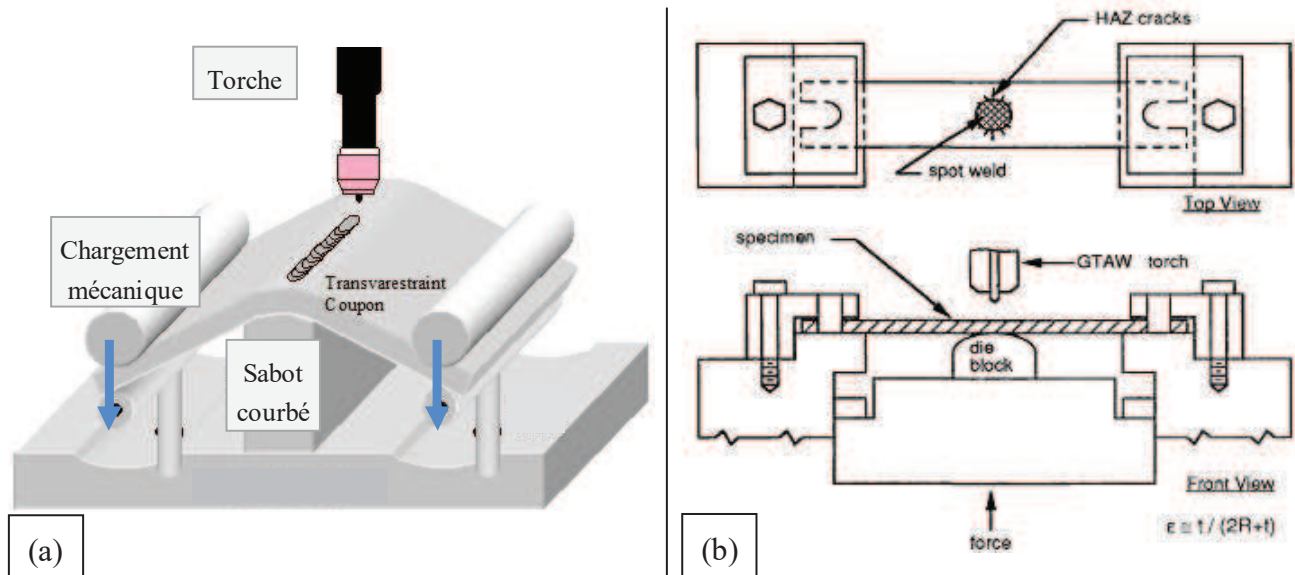 Torche
Chargement
mécanique
Transvarestraint
Coupon
Sabot
courbé
(a)
HAZ cracks
spot weld
Top View
specimen
GTAW torch
die
block
Front View
force
ε ≅ t / (2R+t)
(b)